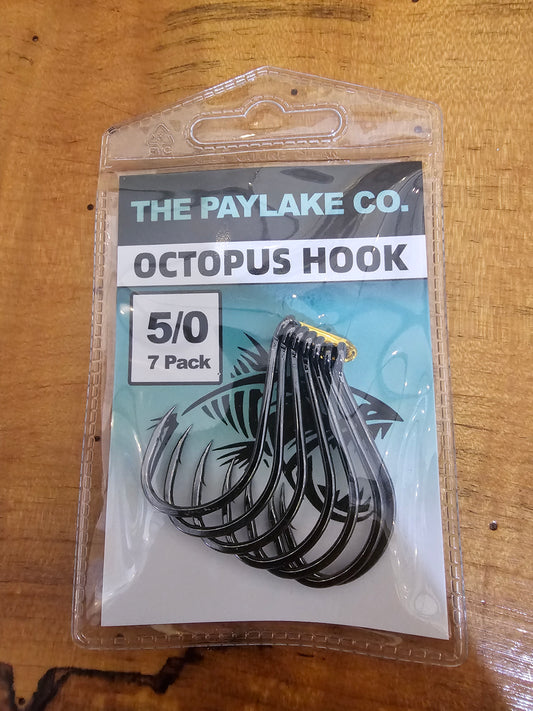 THE PAYLAKE CO.
OCTOPUS HOOK
5/0
7 Pack